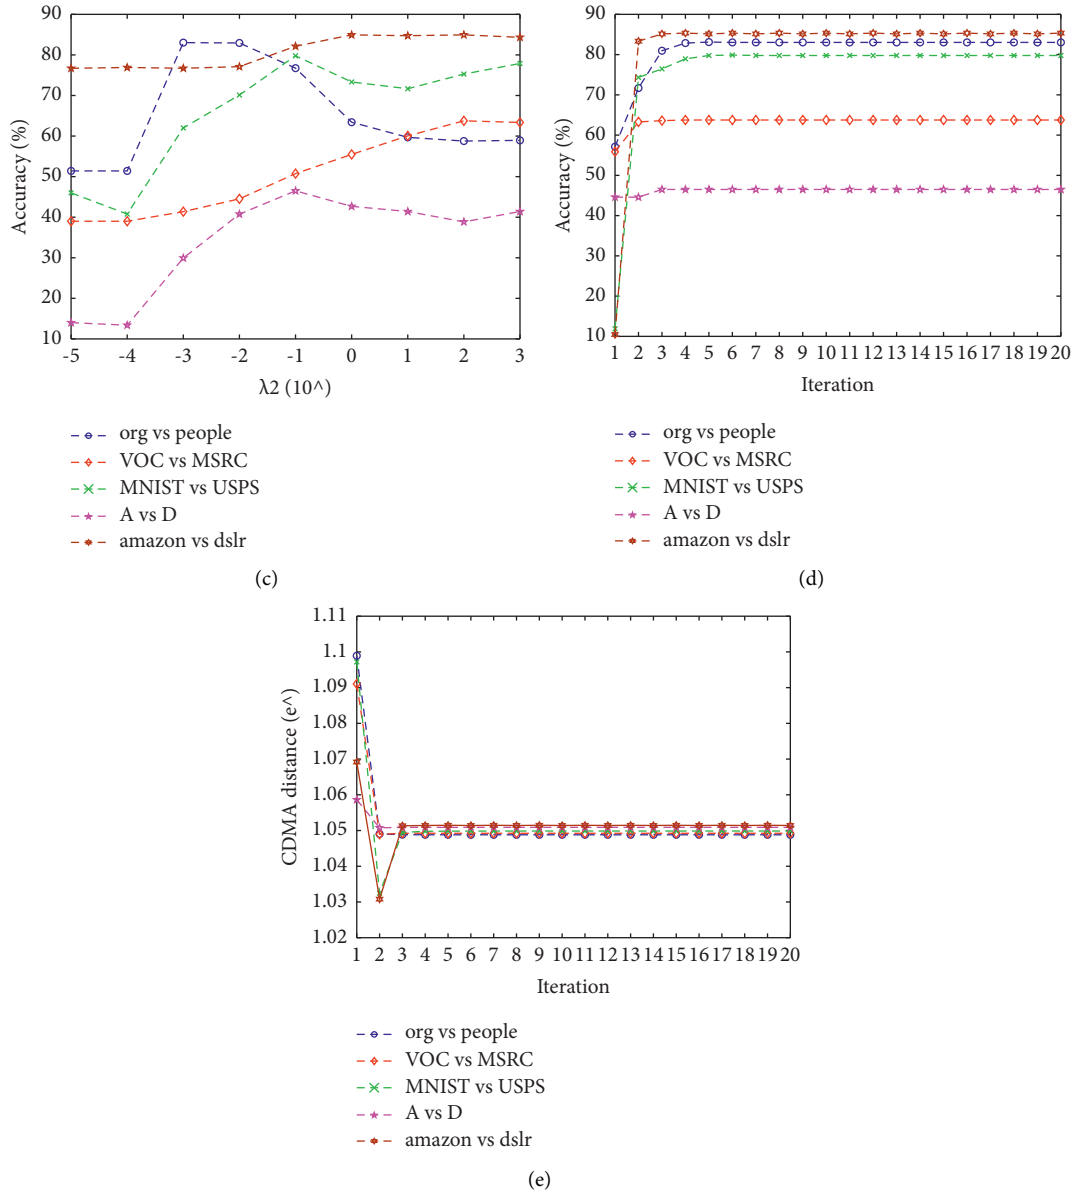 90
80
70
60
50
40
30
20
10
Accuracy (%)
-5 -4 -3 -2 -1 0 1 2 3
λ2 (10^)
org vs people
VOC vs MSRC
MNIST vs USPS
A vs D
amazon vs dslr
(c)
90
80
70
60
50
40
30
20
10
Accuracy (%)
1 2 3 4 5 6 7 8 9 10 11 12 13 14 15 16 17 18 19 20
Iteration
org vs people
VOC vs MSRC
MNIST vs USPS
A vs D
amazon vs dslr
(d)
1.11
1.1
1.09
1.08
1.07
1.06
1.05
1.04
1.03
1.02
CDMA distance (e^)
1 2 3 4 5 6 7 8 9 10 11 12 13 14 15 16 17 18 19 20
Iteration
org vs people
VOC vs MSRC
MNIST vs USPS
A vs D
amazon vs dslr
(e)